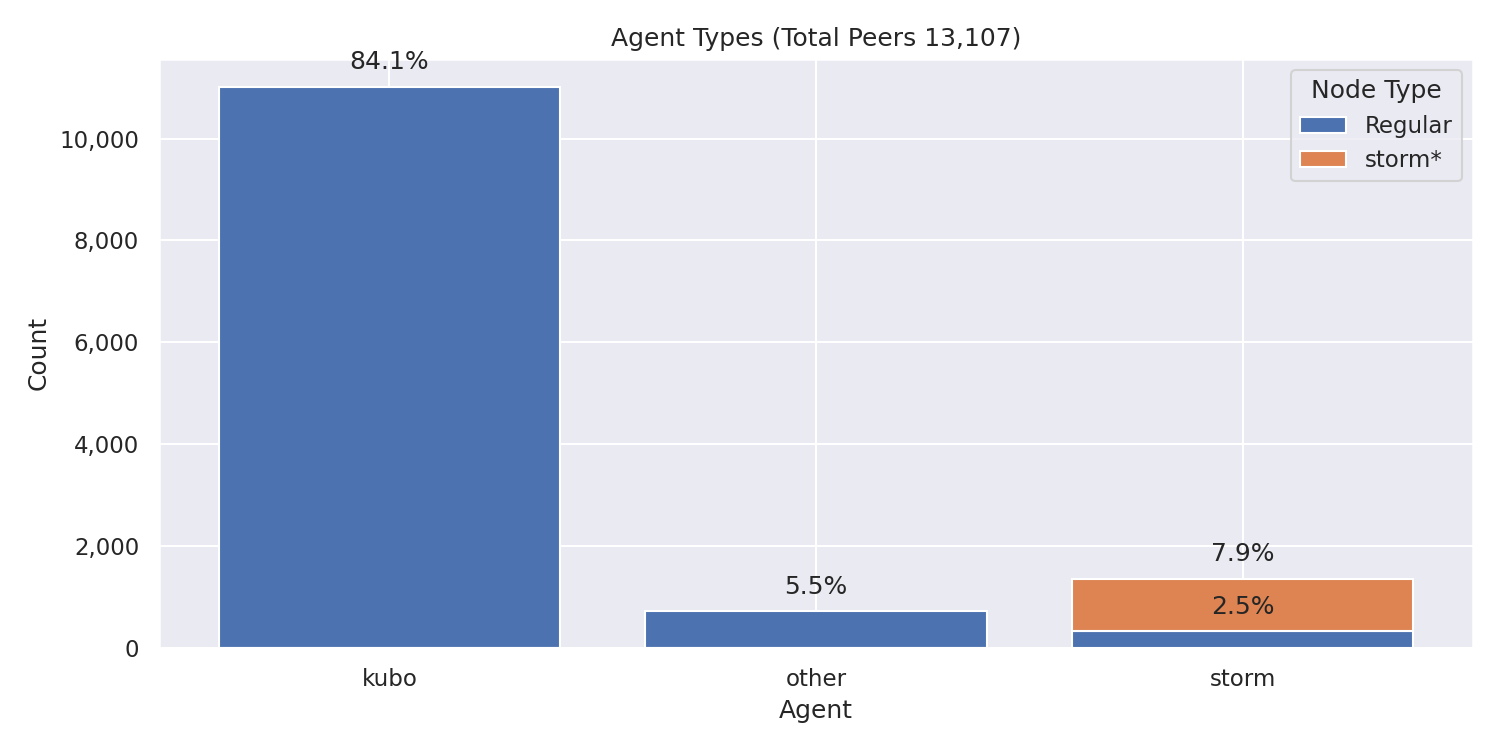 Agent Types (Total Peers 13,107)
84.1%
Node Type
Regular
storm*
10,000
8,000
6,000
4,000
2,000
0
Count
7.9%
5.5%
2.5%
kubo
other
storm
Agent